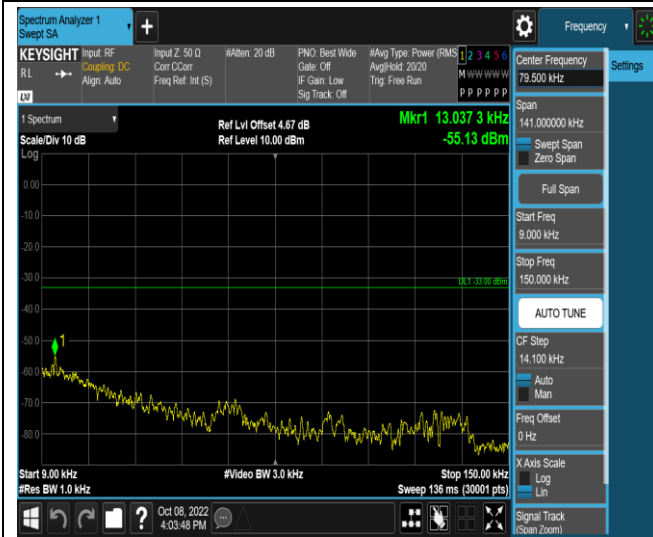 Spectrum Analyzer 1
Swept SA
+
Frequency
KEYSIGHT
RL
LXI
Input: RF
Coupling: DC
Align: Auto
Input Z: 50 Ω
Corr CCorr
Freq Ref: Int (S)
#Atten: 20 dB
PNO: Best Wide
Gate: Off
IF Gain: Low
Sig Track: Off
#Avg Type: Power (RMS
Avg|Hold: 20/20
Trig: Free Run
1 2 3 4 5 6
M W W W W W
P P P P P P
1 Spectrum
Scale/Div 10 dB
Log
Ref Lvl Offset 4.67 dB
Ref Level 10.00 dBm
Mkr1 13.037 3 kHz
-55.13 dBm
0.00
-10.0
-20.0
-30.0
DL1 -33.00 dBm
-40.0
-50.0
1
-60.0
-70.0
-80.0
Start 9.00 kHz
#Video BW 3.0 kHz
Stop 150.00 kHz
#Res BW 1.0 kHz
Sweep 136 ms (30001 pts)
?
Oct 08, 2022
4:03:48 PM
Center Frequency
79.500 kHz
Settings
Span
141.000000 kHz
Swept Span
Zero Span
Full Span
Start Freq
9.000 kHz
Stop Freq
150.000 kHz
AUTO TUNE
CF Step
14.100 kHz
Auto
Man
Freq Offset
0 Hz
X Axis Scale
Log
Lin
Signal Track
(Span Zoom)